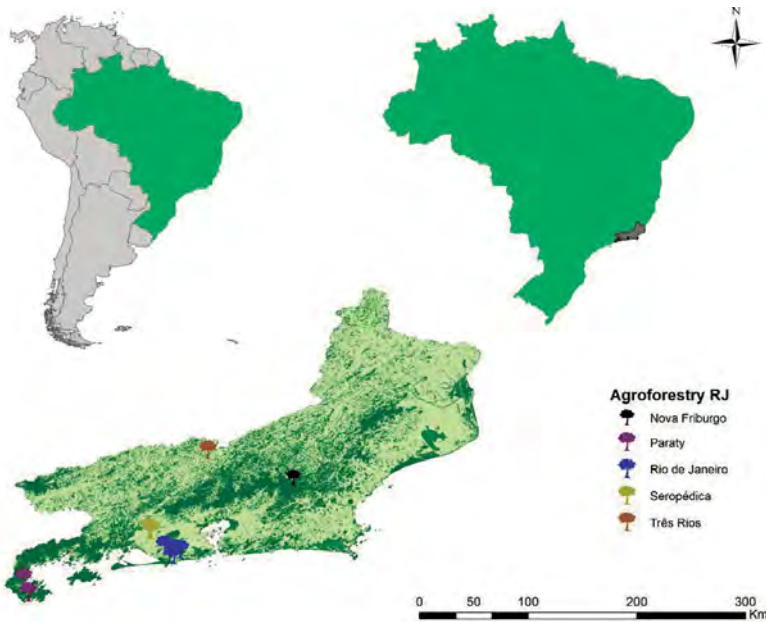 N
Agroforestry RJ
Nova Friburgo
Paraty
Rio de Janeiro
Seropédica
Três Rios
0 50 100 200 300
Km